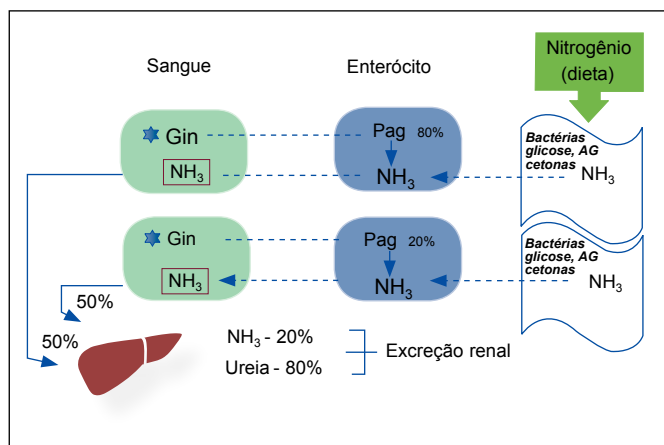 Nitrogênio
(dieta)
Sangue
Enterócito
Gin
Pag 80%
NH3
NH3
Bactérias
glicose, AG
cetonas
NH3
Gin
Pag 20%
NH3
NH3
Bactérias
glicose, AG
cetonas
NH3
50%
50%
NH3 - 20%
Ureia - 80%
Excreção renal